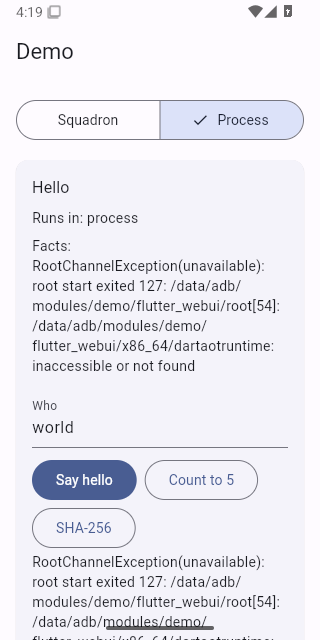 4:19
Demo
Squadron
Process
Hello
Runs in: process
Facts:
RootChannelException(unavailable):
root start exited 127: /data/adb/
modules/demo/flutter_webui/root[54]:
/data/adb/modules/demo/
flutter_webui/x86_64/dartaotruntime:
inaccessible or not found
Who
world
Say hello
Count to 5
SHA-256
RootChannelException(unavailable):
root start exited 127: /data/adb/
modules/demo/flutter_webui/root[54]:
/data/adb/modules/demo/
flutter_webui/x86_64/dartaotruntime: